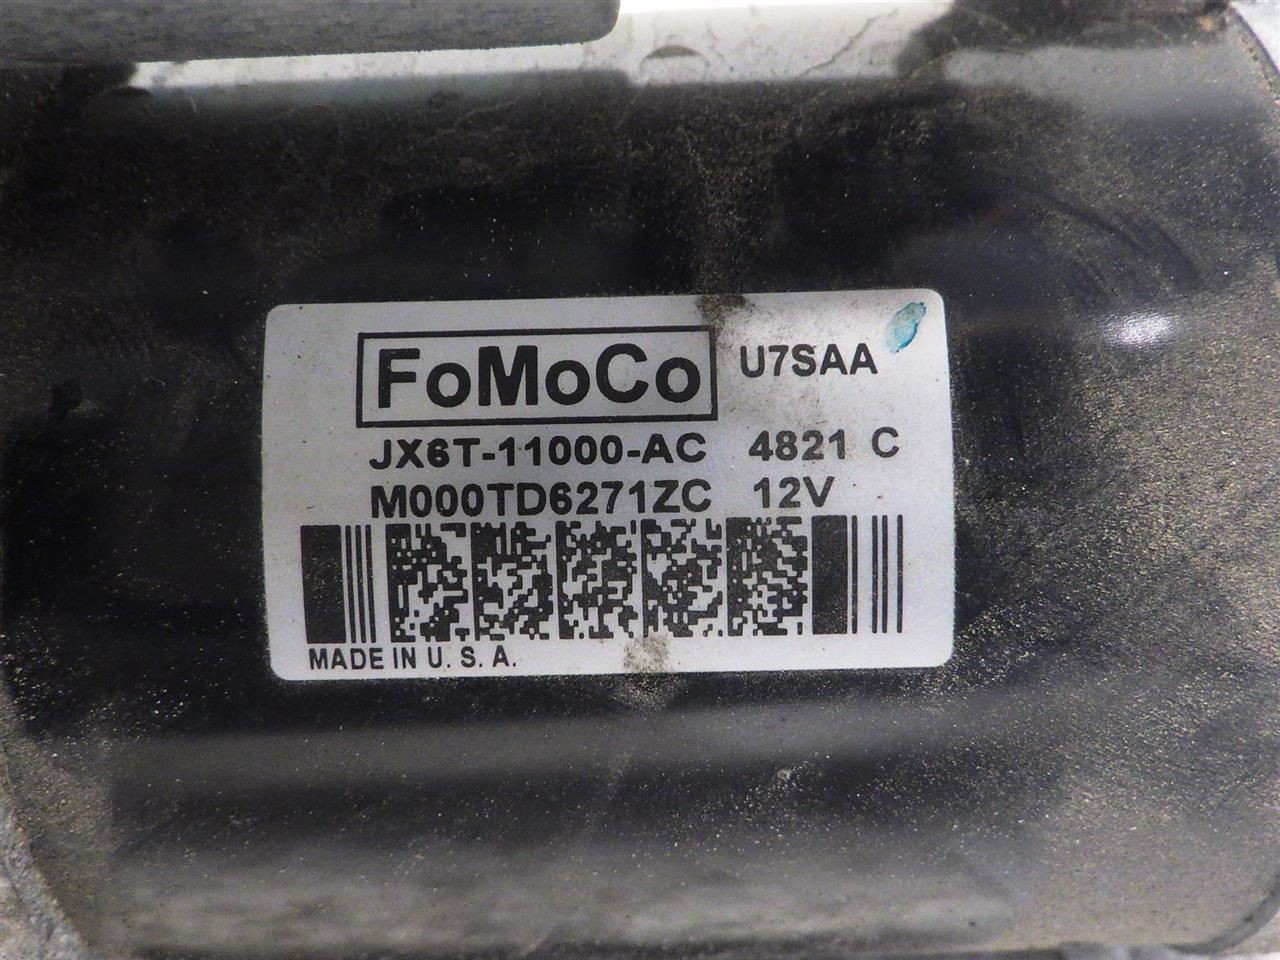 FoMoCo U7SAA
JX6T-11000-AC 4821 C
M000TD6271ZC 12V
MADE IN U. S. A.